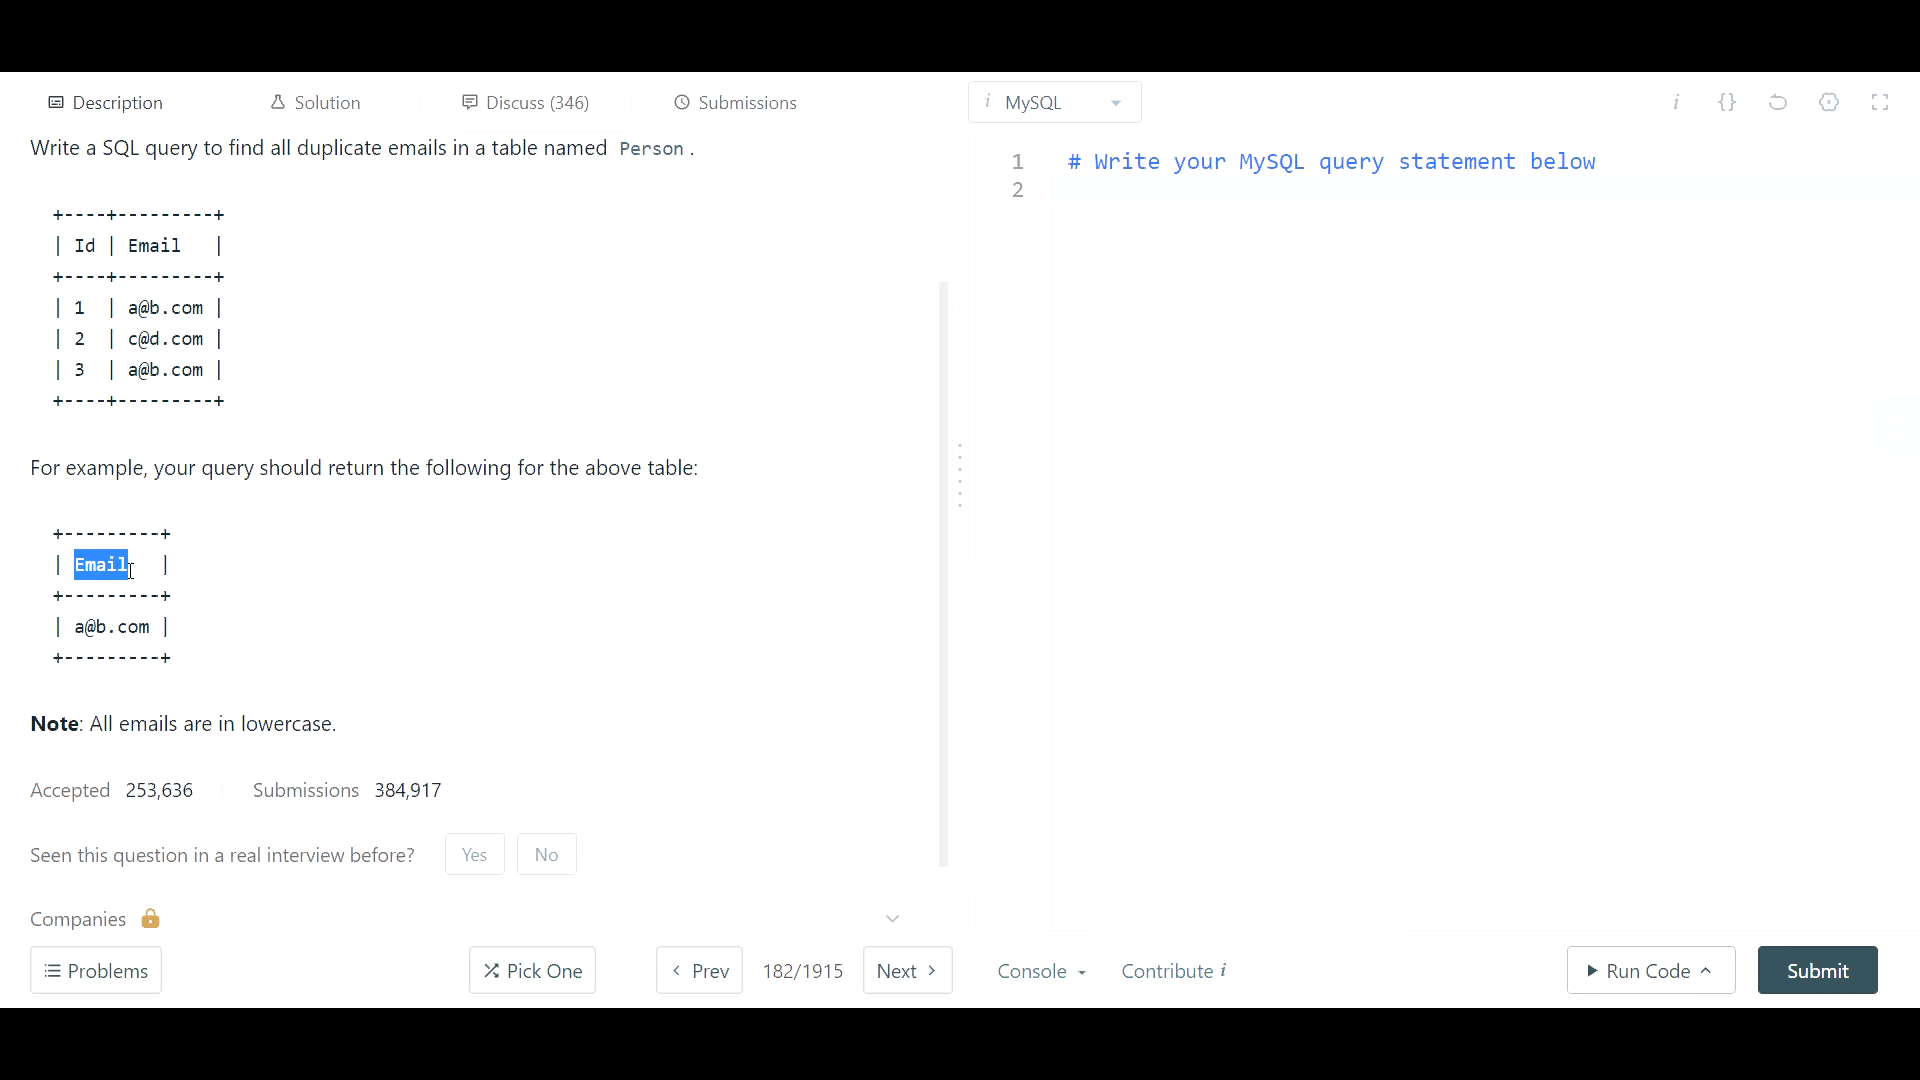 Description Solution Discuss (346) Submissions i MySQL i {}
Write a SQL query to find all duplicate emails in a table named Person .
+----+---------+
| Id | Email   |
+----+---------+
| 1  | a@b.com |
| 2  | c@d.com |
| 3  | a@b.com |
+----+---------+
For example, your query should return the following for the above table:
+---------+
| Email   |
+---------+
| a@b.com |
+---------+
Note: All emails are in lowercase.
Accepted 253,636 Submissions 384,917
Seen this question in a real interview before? Yes No
Companies
Problems Pick One Prev 182/1915 Next Console Contribute i Run Code Submit
1 # Write your MySQL query statement below
2